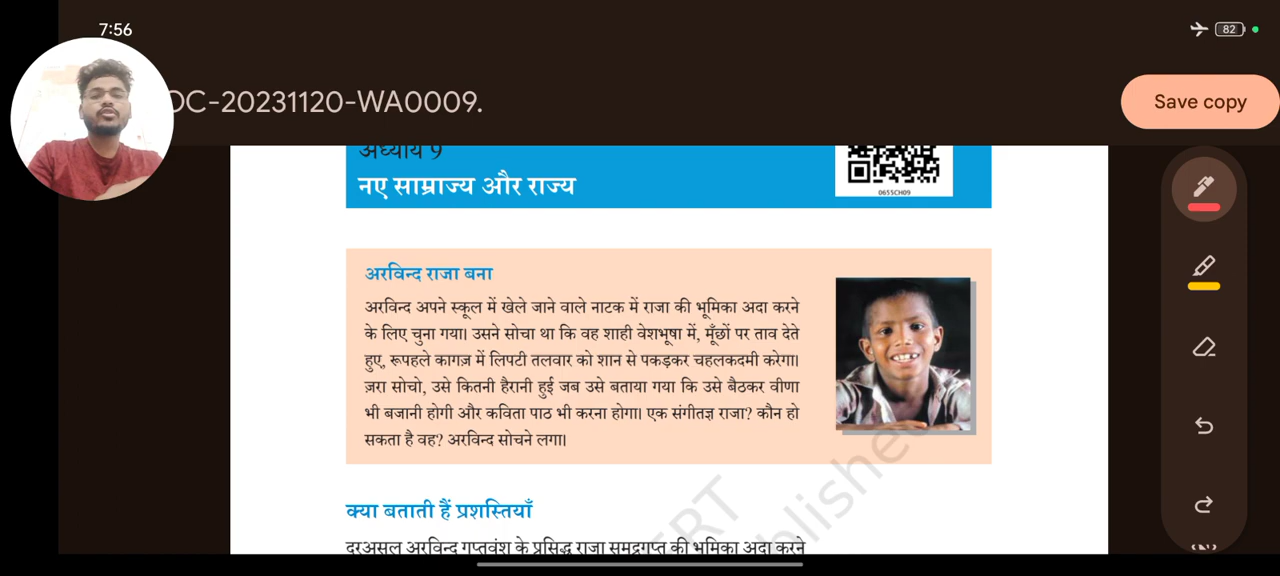 7:56
82
OC-20231120-WA0009.
Save copy
अध्याय 9
नए साम्राज्य और राज्य
0655CH09
अरविन्द राजा बना
अरविन्द अपने स्कूल में खेले जाने वाले नाटक में राजा की भूमिका अदा करने
के लिए चुना गया। उसने सोचा था कि वह शाही वेशभूषा में, मूँछों पर ताव देते
हुए, रूपहले कागज़ में लिपटी तलवार को शान से पकड़कर चहलकदमी करेगा।
ज़रा सोचो, उसे कितनी हैरानी हुई जब उसे बताया गया कि उसे बैठकर वीणा
भी बजानी होगी और कविता पाठ भी करना होगा। एक संगीतज्ञ राजा? कौन हो
सकता है वह? अरविन्द सोचने लगा।
क्या बताती हैं प्रशस्तियाँ
दरअसल अरविन्द गुप्तवंश के प्रसिद्ध राजा समुद्रगुप्त की भूमिका अदा करने